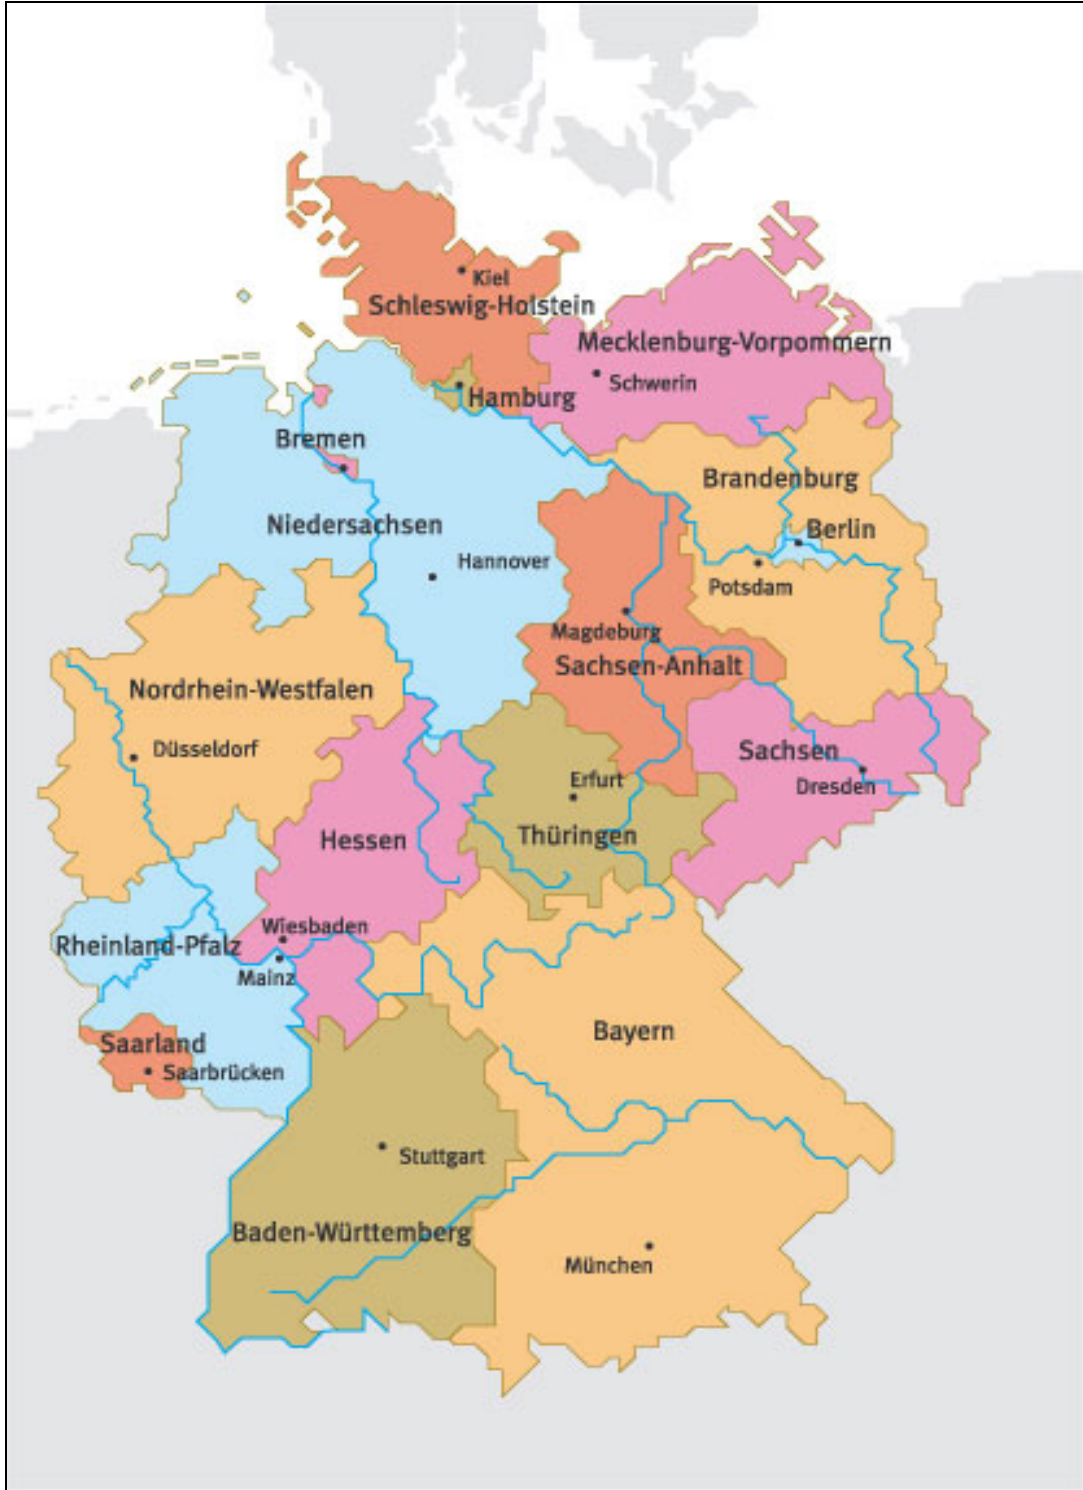 Kiel
Schleswig-Holstein
Mecklenburg-Vorpommern
Schwerin
Hamburg
Bremen
Brandenburg
Niedersachsen
Berlin
Hannover
Potsdam
Magdeburg
Sachsen-Anhalt
Nordrhein-Westfalen
Düsseldorf
Sachsen
Erfurt
Dresden
Thüringen
Hessen
Wiesbaden
Rheinland-Pfalz
Mainz
Bayern
Saarland
Saarbrücken
Stuttgart
Baden-Württemberg
München